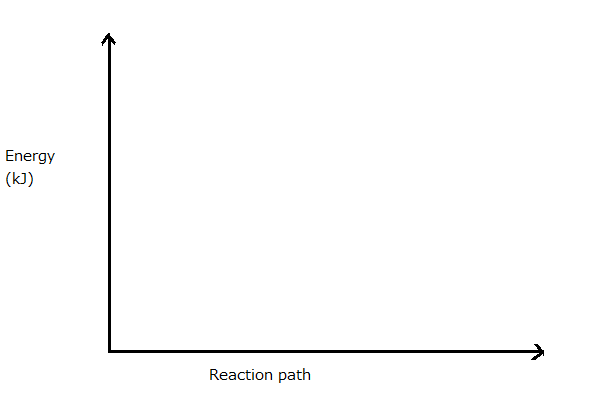 Energy
(kJ)
Reaction path